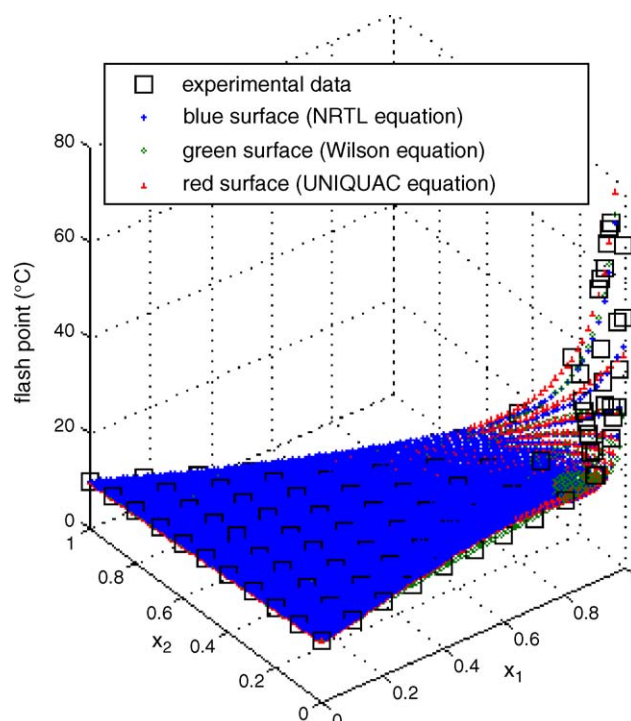 experimental data
blue surface (NRTL equation)
green surface (Wilson equation)
red surface (UNIQUAC equation)
80
60
40
20
0
flash point (°C)
1
0.8
0.6
0.4
0.2
0
x2
0
0.2
0.4
0.6
0.8
x1